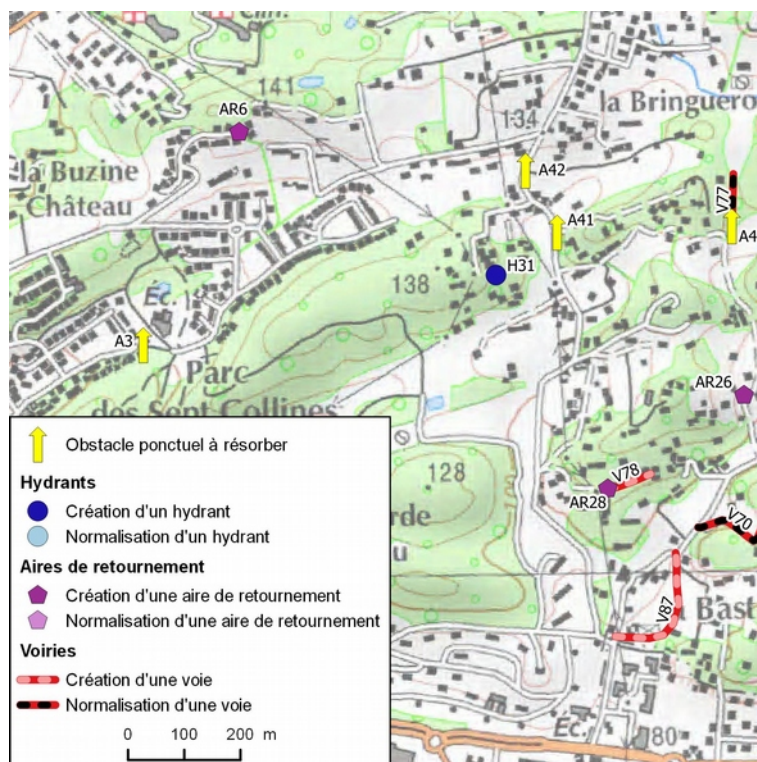 141
AR6
134
la Bringuero
la Buzine
Château
A42
V77
A41
A4
138
H31
Ec.
A3
Parc
des Sept Collines
AR26
128
V78
AR28
V70
V87
Bast
Ec.
80
Obstacle ponctuel à résorber
Hydrants
Création d'un hydrant
Normalisation d'un hydrant
Aires de retournement
Création d'une aire de retournement
Normalisation d'une aire de retournement
Voiries
Création d'une voie
Normalisation d'une voie
0 100 200 m